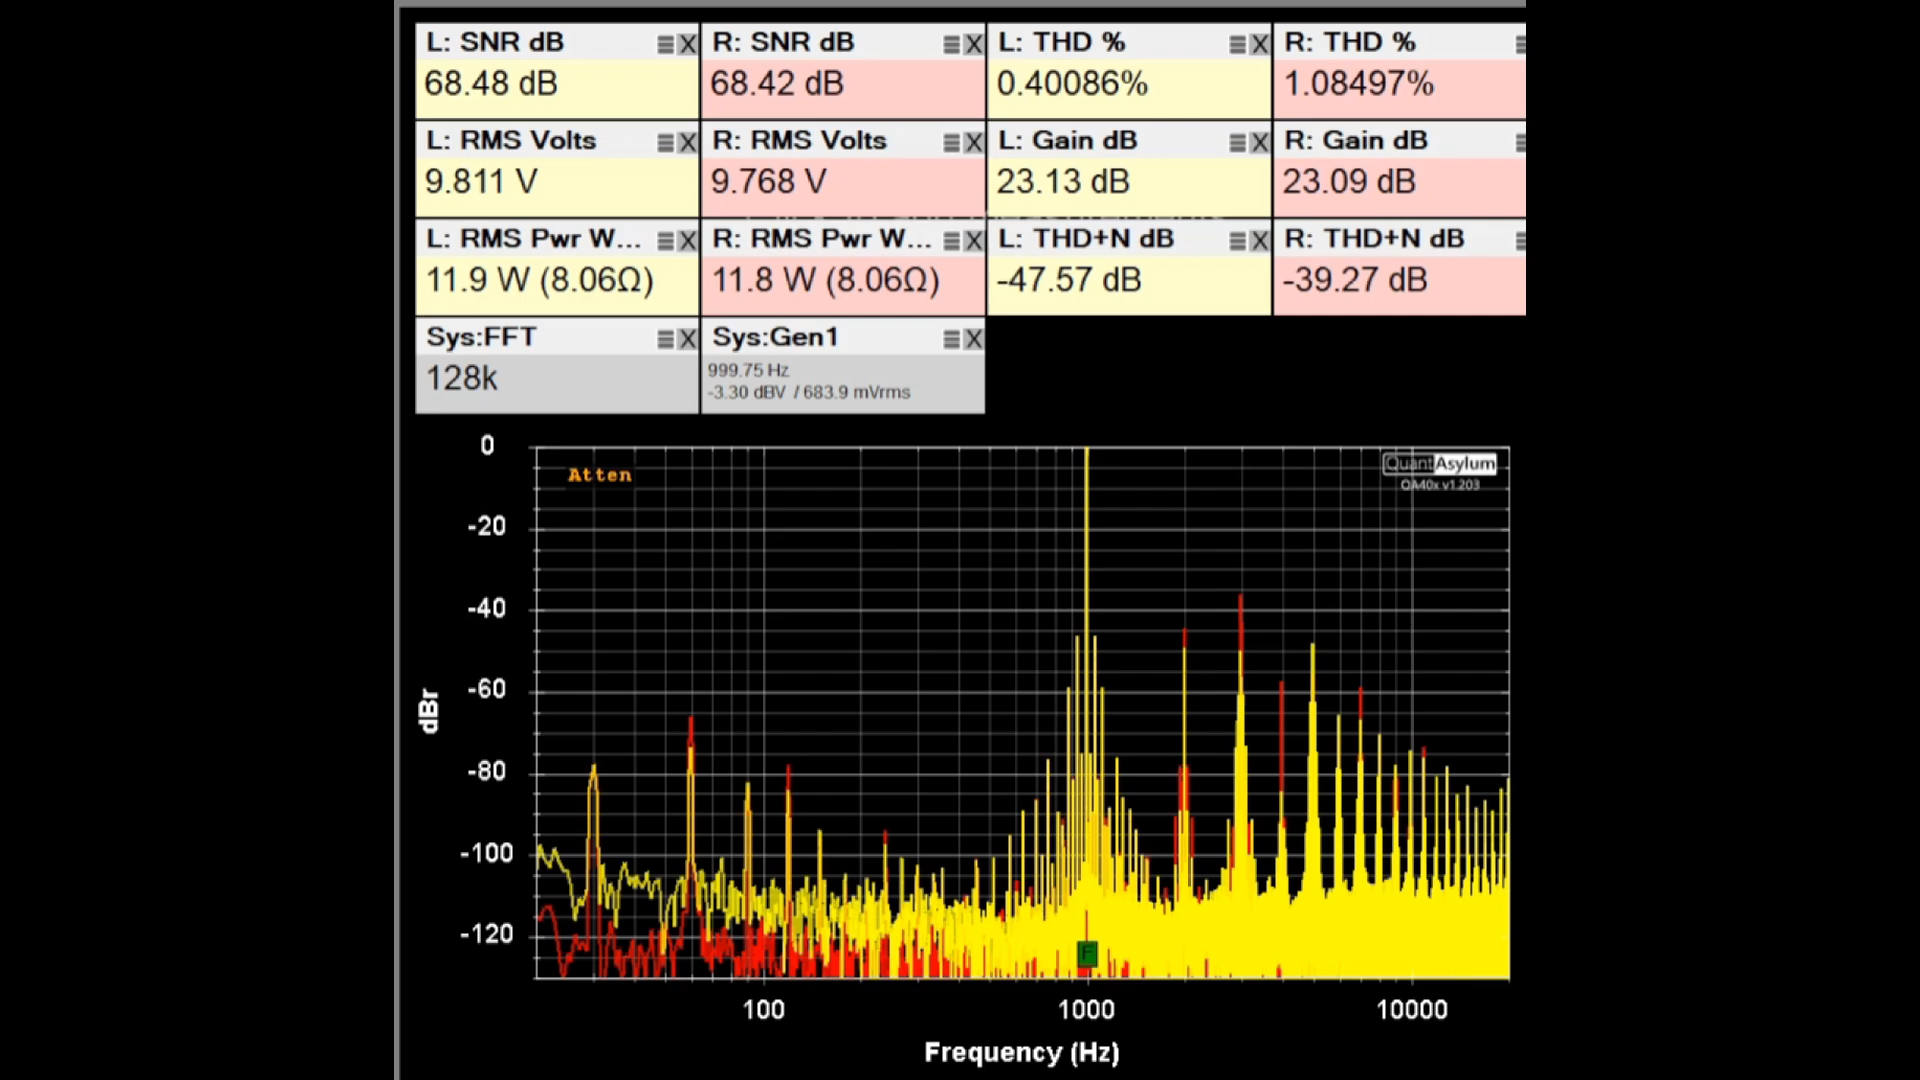 L: SNR dB X R: SNR dB X L: THD % X R: THD %
68.48 dB 68.42 dB 0.40086% 1.08497%
L: RMS Volts X R: RMS Volts X L: Gain dB X R: Gain dB
9.811 V 9.768 V 23.13 dB 23.09 dB
L: RMS Pwr W... X R: RMS Pwr W... X L: THD+N dB X R: THD+N dB
11.9 W (8.06Ω) 11.8 W (8.06Ω) -47.57 dB -39.27 dB
Sys:FFT X Sys:Gen1 X
128k
999.75 Hz
-3.30 dBV / 683.9 mVrms
0
Atten
QuantAsylum
QA40x v1.203
-20
-40
-60
dBr
-80
-100
-120
F
100 1000 10000
Frequency (Hz)